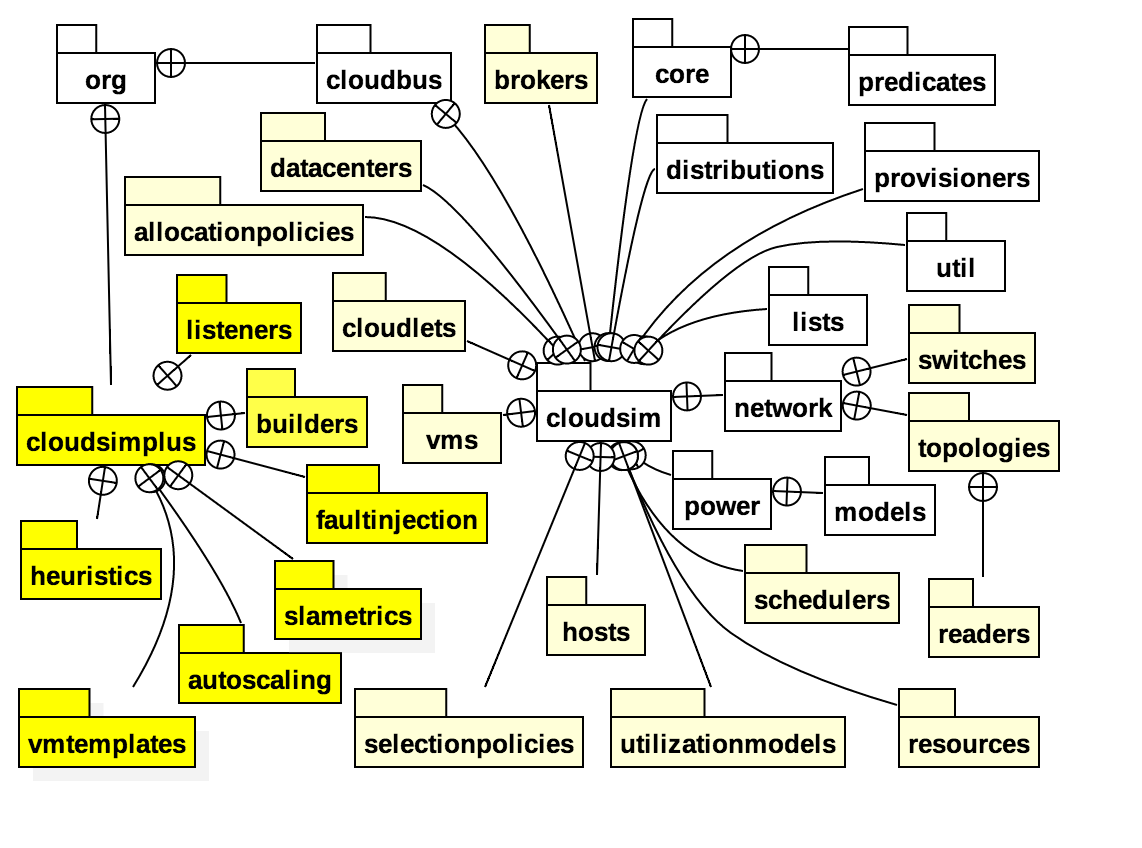 org
cloudbus
brokers
core
predicates
datacenters
distributions
provisioners
allocationpolicies
util
listeners
cloudlets
lists
switches
cloudsimplus
builders
vms
cloudsim
network
topologies
faultinjection
power
models
heuristics
slametrics
hosts
schedulers
readers
autoscaling
vmtemplates
selectionpolicies
utilizationmodels
resources